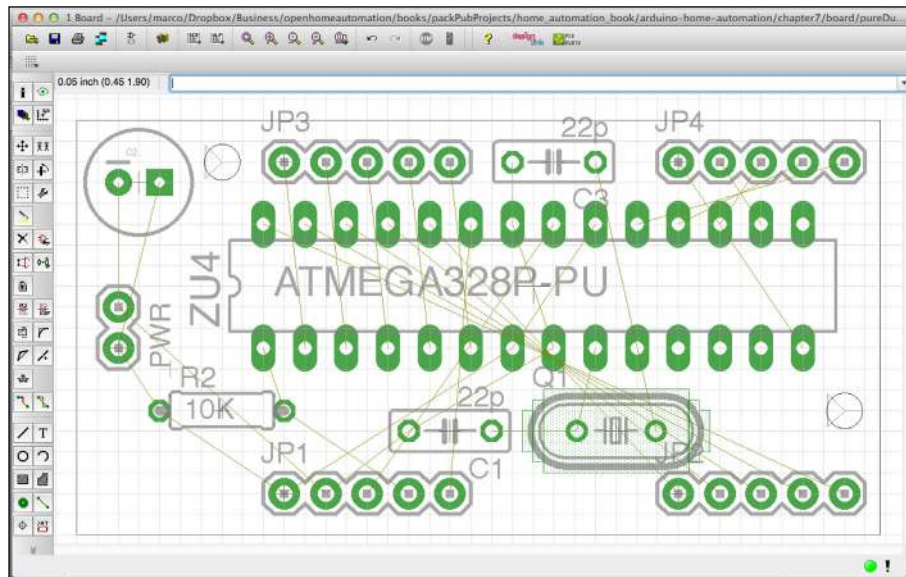 1 Board - /Users/marco/Dropbox/Business/openhomeautomation/books/packPubProjects/home_automation_book/arduino-home-automation/chapter7/board/pureDu...
0.05 inch (0.45 1.90)
JP3
22p
JP4
C2
C3
ZU4
ATMEGA328P-PU
PWR
R2
10K
22p
Q1
JP1
C1
JP2